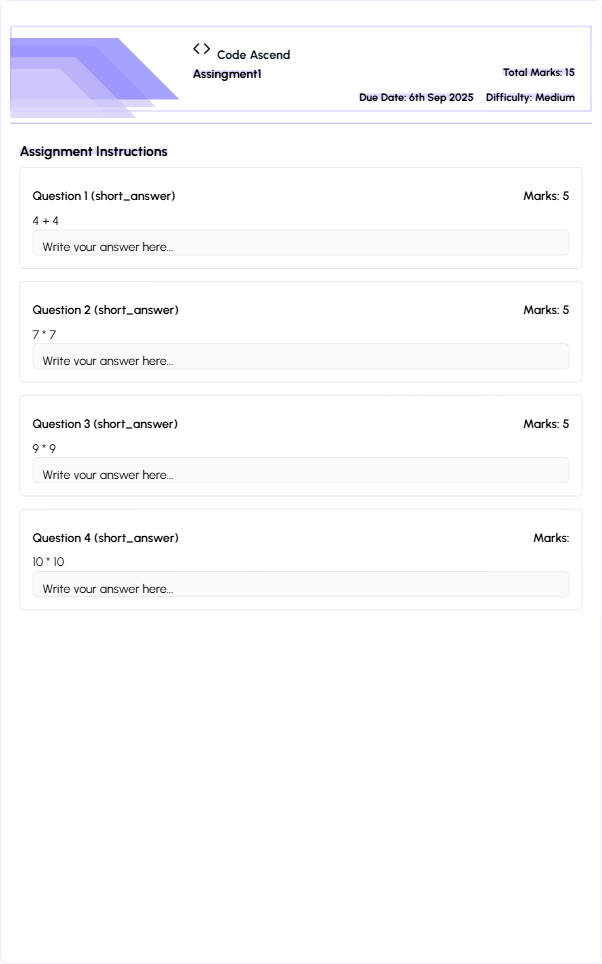 <> Code Ascend
Assingment1
Total Marks: 15
Due Date: 6th Sep 2025 Difficulty: Medium
Assignment Instructions
Question 1 (short_answer) Marks: 5
4 + 4
Write your answer here...
Question 2 (short_answer) Marks: 5
7 * 7
Write your answer here...
Question 3 (short_answer) Marks: 5
9 * 9
Write your answer here...
Question 4 (short_answer) Marks:
10 * 10
Write your answer here...